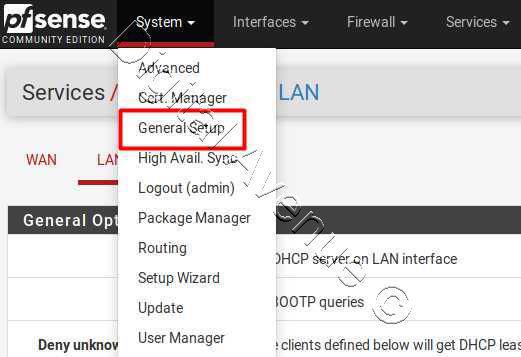 pfsense
COMMUNITY EDITION
System Interfaces Firewall Services
Advanced
Cert. Manager
General Setup
High Avail. Sync
Logout (admin)
Package Manager
Routing
Setup Wizard
Update
User Manager
Services / LAN
WAN LAN
General Opt
DHCP server on LAN interface
BOOTP queries
Deny unknow e clients defined below will get DHCP leas